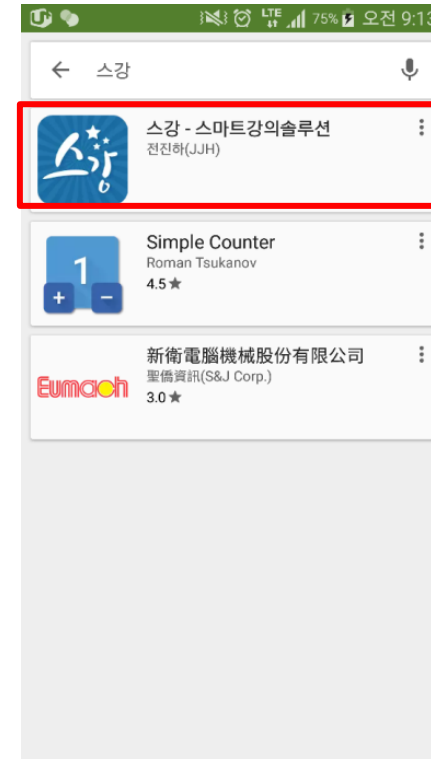 LTE 75% 오전 9:13
스강
스강
스강 - 스마트강의솔루션
전진하(JJH)
1
+ −
Simple Counter
Roman Tsukanov
4.5★
Eumach
新衛電腦機械股份有限公司
聖僑資訊(S&J Corp.)
3.0★